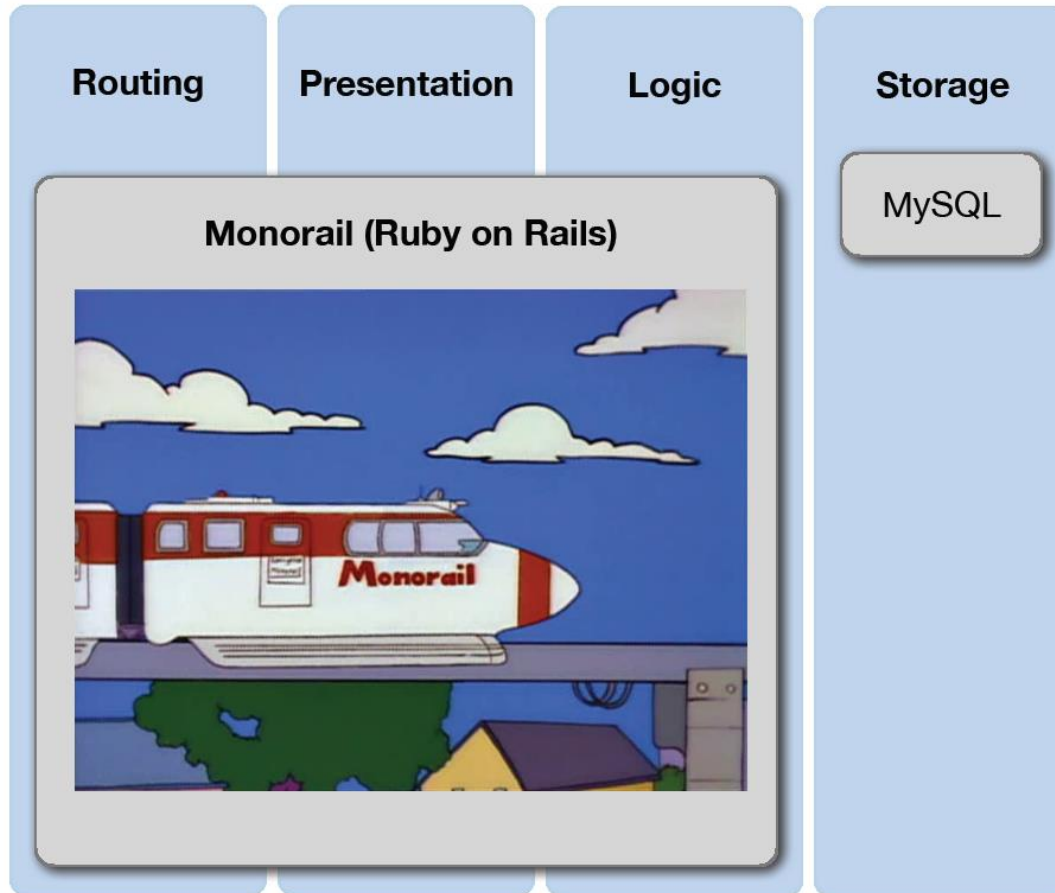 Routing
Presentation
Logic
Storage
Monorail (Ruby on Rails)
MySQL
Monorail